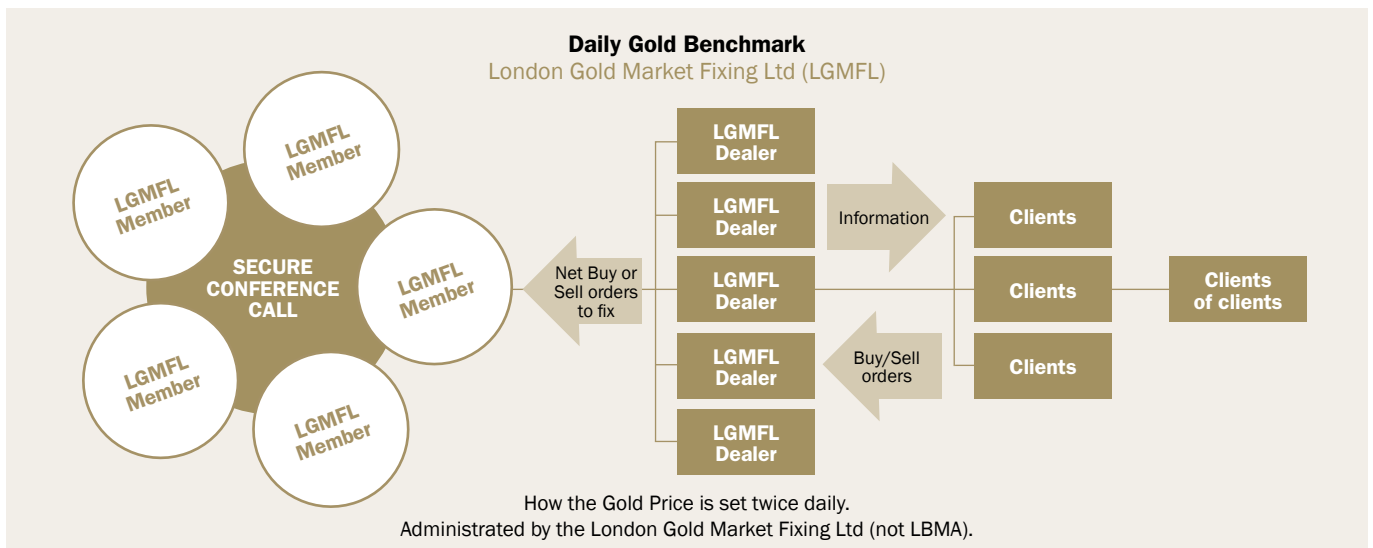 Daily Gold Benchmark
London Gold Market Fixing Ltd (LGMFL)
LGMFL
Member
LGMFL
Member
LGMFL
Member
LGMFL
Member
LGMFL
Member
SECURE
CONFERENCE
CALL
Net Buy or
Sell orders
to fix
LGMFL
Dealer
LGMFL
Dealer
LGMFL
Dealer
LGMFL
Dealer
LGMFL
Dealer
Information
Buy/Sell
orders
Clients
Clients
Clients
Clients
of clients
How the Gold Price is set twice daily.
Administrated by the London Gold Market Fixing Ltd (not LBMA).